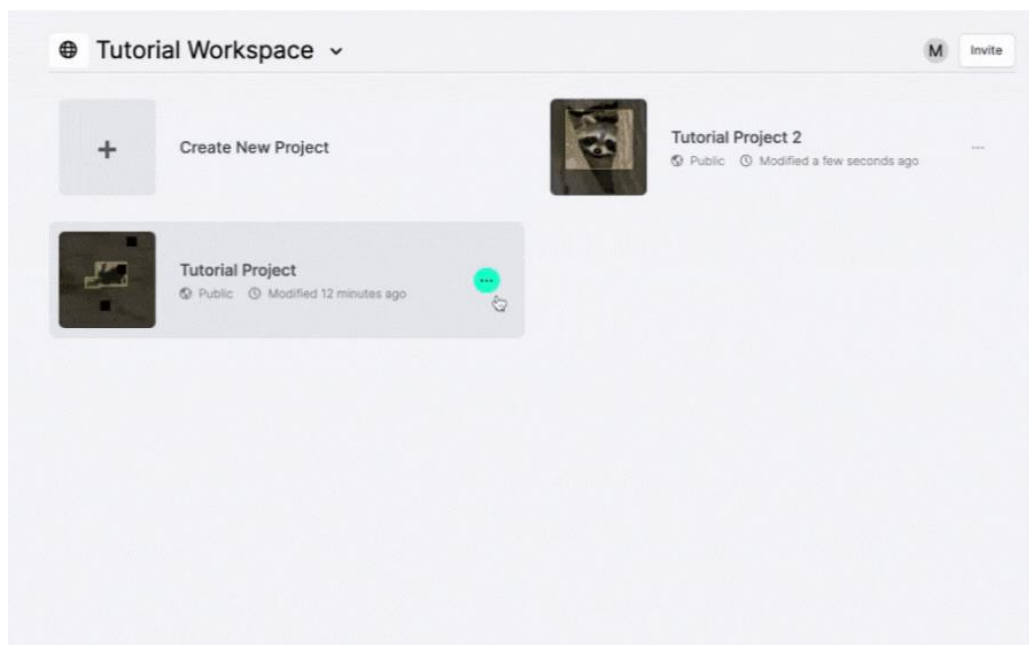 Tutorial Workspace
M
Invite
Create New Project
Tutorial Project 2
Public Modified a few seconds ago
Tutorial Project
Public Modified 12 minutes ago